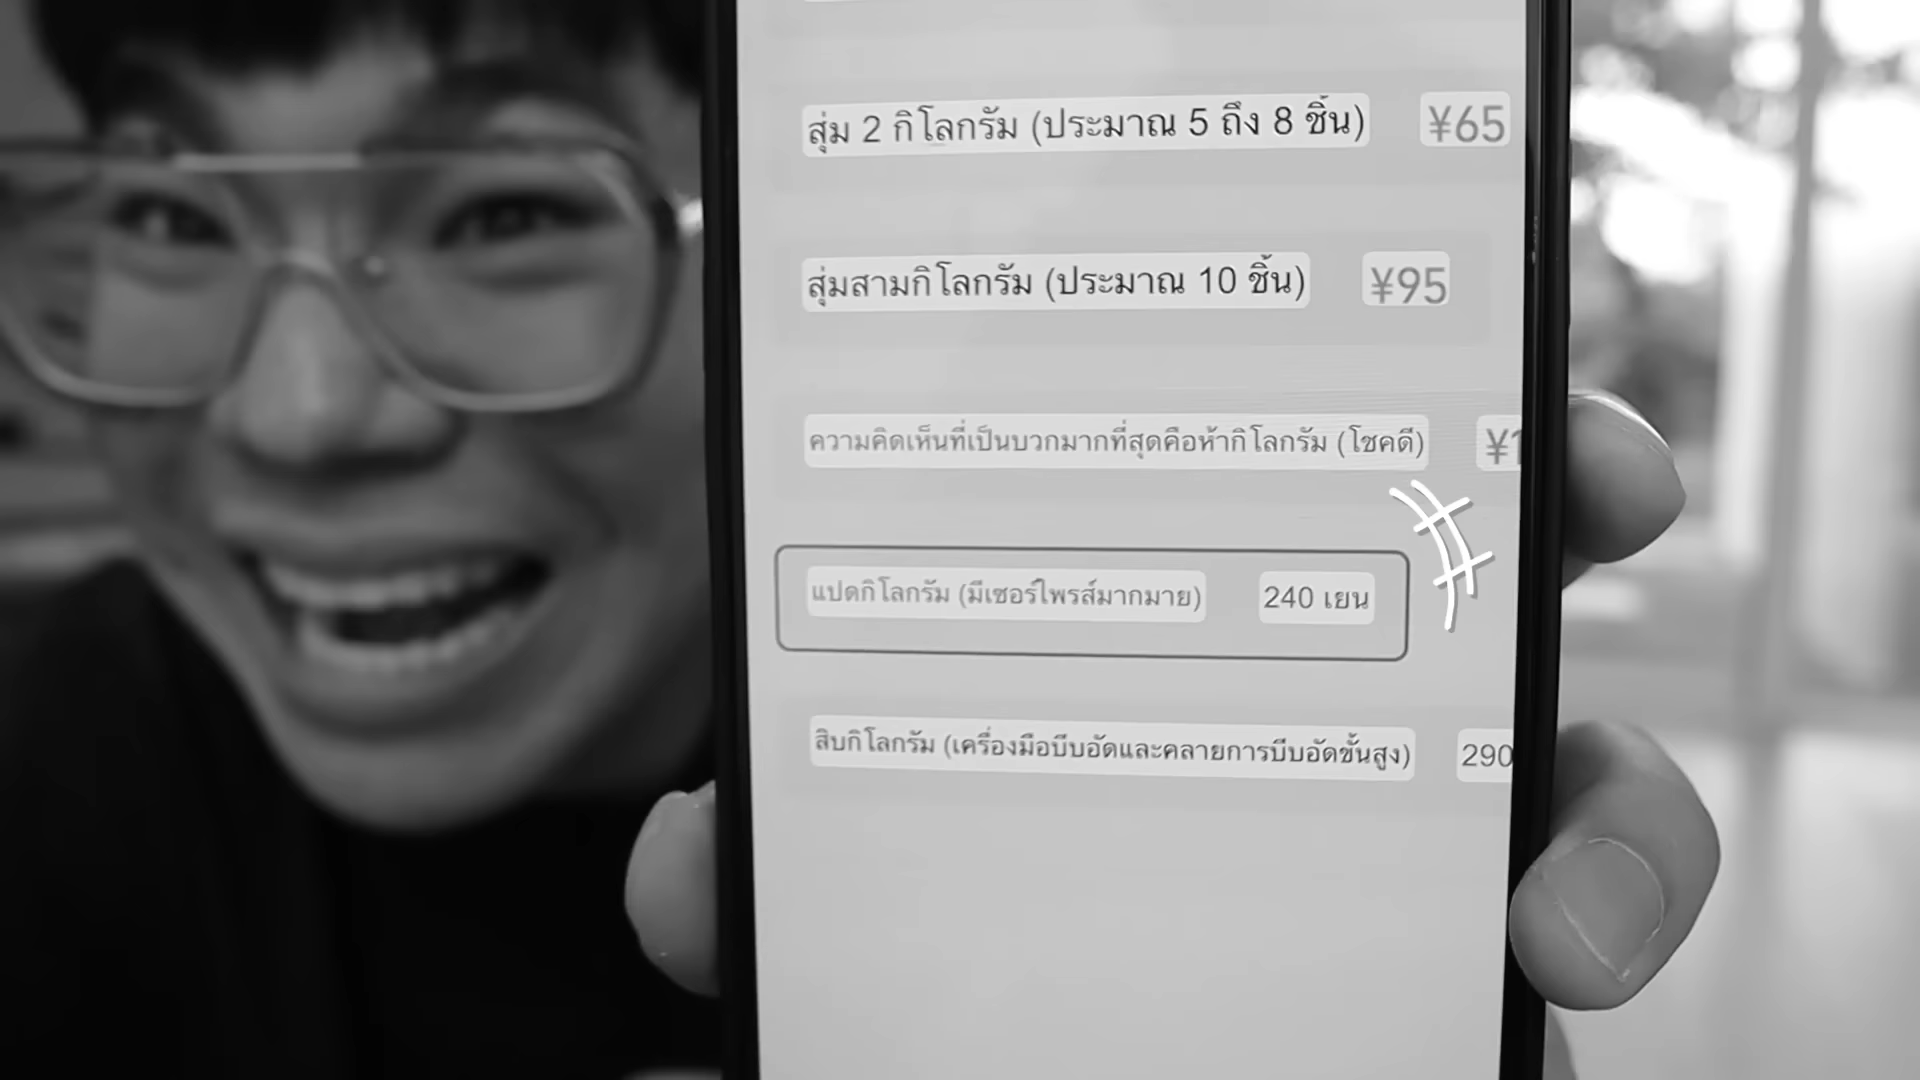 สุ่ม 2 กิโลกรัม (ประมาณ 5 ถึง 8 ชิ้น) ¥65
สุ่มสามกิโลกรัม (ประมาณ 10 ชิ้น) ¥95
ความคิดเห็นที่เป็นบวกมากที่สุดคือห้ากิโลกรัม (โชคดี) ¥1
แปดกิโลกรัม (มีเซอร์ไพรส์มากมาย) 240 เยน
สิบกิโลกรัม (เครื่องมือบีบอัดและคลายการบีบอัดขั้นสูง) 290